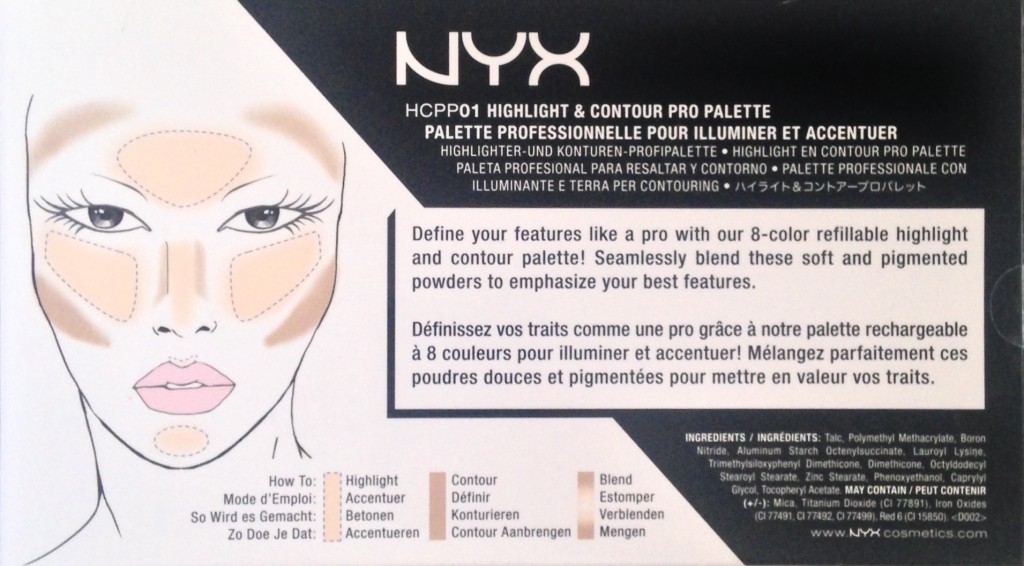 NYX
HCPP01 HIGHLIGHT & CONTOUR PRO PALETTE
PALETTE PROFESSIONNELLE POUR ILLUMINER ET ACCENTUER
HIGHLIGHTER-UND KONTUREN-PROFIPALETTE • HIGHLIGHT EN CONTOUR PRO PALETTE
PALETA PROFESIONAL PARA RESALTAR Y CONTORNO • PALETTE PROFESSIONALE CON
ILLUMINANTE E TERRA PER CONTOURING • ハイライト&コントアープロパレット
Define your features like a pro with our 8-color refillable highlight
and contour palette! Seamlessly blend these soft and pigmented
powders to emphasize your best features.
Définissez vos traits comme une pro grâce à notre palette rechargeable
à 8 couleurs pour illuminer et accentuer! Mélangez parfaitement ces
poudres douces et pigmentées pour mettre en valeur vos traits.
How To: Highlight Contour Blend
Mode d'Emploi: Accentuer Définir Estomper
So Wird es Gemacht: Betonen Konturieren Verblenden
Zo Doe Je Dat: Accentueren Contour Aanbrengen Mengen
INGREDIENTS / INGRÉDIENTS: Talc, Polymethyl Methacrylate, Boron
Nitride, Aluminum Starch Octenylsuccinate, Lauroyl Lysine,
Trimethylsiloxyphenyl Dimethicone, Dimethicone, Octyldodecyl
Stearoyl Stearate, Zinc Stearate, Phenoxyethanol, Caprylyl
Glycol, Tocopheryl Acetate. MAY CONTAIN / PEUT CONTENIR
(+/-): Mica, Titanium Dioxide (CI 77891), Iron Oxides
(CI 77491, CI 77492, CI 77499), Red 6 (CI 15850). <D002>
www.NYXcosmetics.com